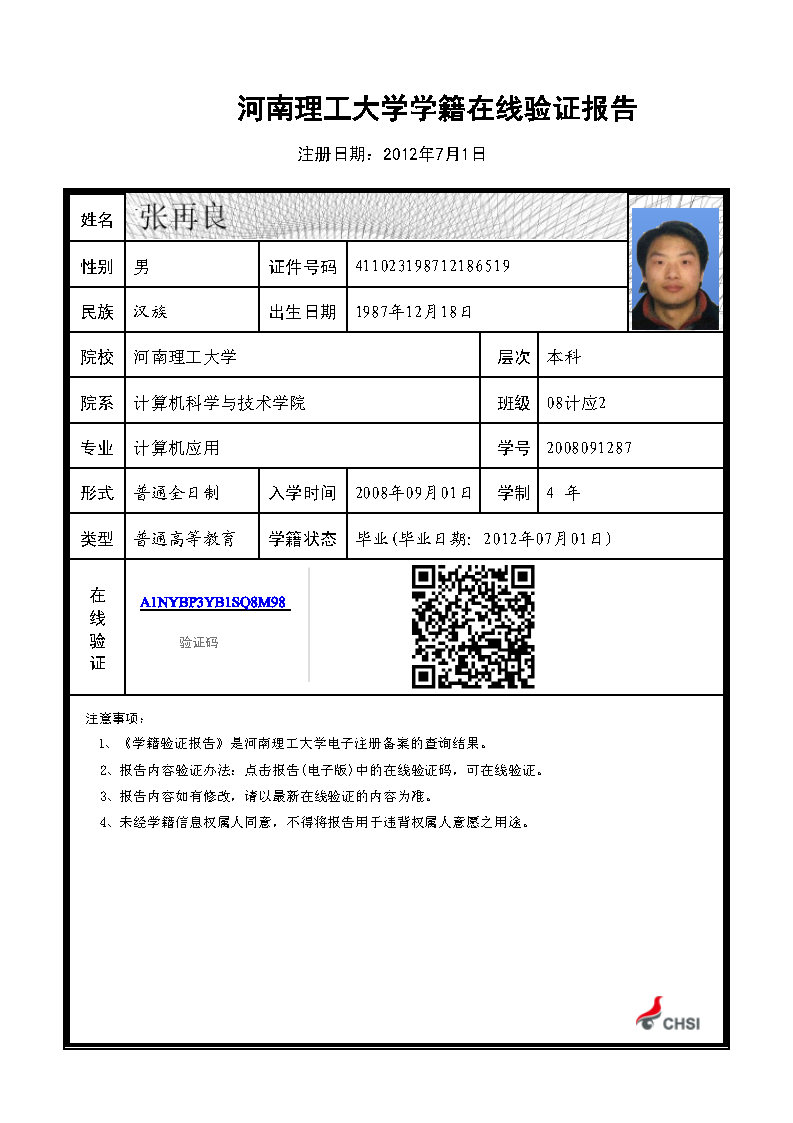 河南理工大学学籍在线验证报告
注册日期：2012年7月1日
姓名 张再良
性别 男 证件号码 411023198712186519
民族 汉族 出生日期 1987年12月18日
院校 河南理工大学 层次 本科
院系 计算机科学与技术学院 班级 08计应2
专业 计算机应用 学号 2008091287
形式 普通全日制 入学时间 2008年09月01日 学制 4 年
类型 普通高等教育 学籍状态 毕业(毕业日期: 2012年07月01日)
在线验证
A1NYBP3YB1SQ8M98
验证码
注意事项：
1、《学籍验证报告》是河南理工大学电子注册备案的查询结果。
2、报告内容验证办法：点击报告(电子版)中的在线验证码，可在线验证。
3、报告内容如有修改，请以最新在线验证的内容为准。
4、未经学籍信息权属人同意，不得将报告用于违背权属人意愿之用途。
CHSI